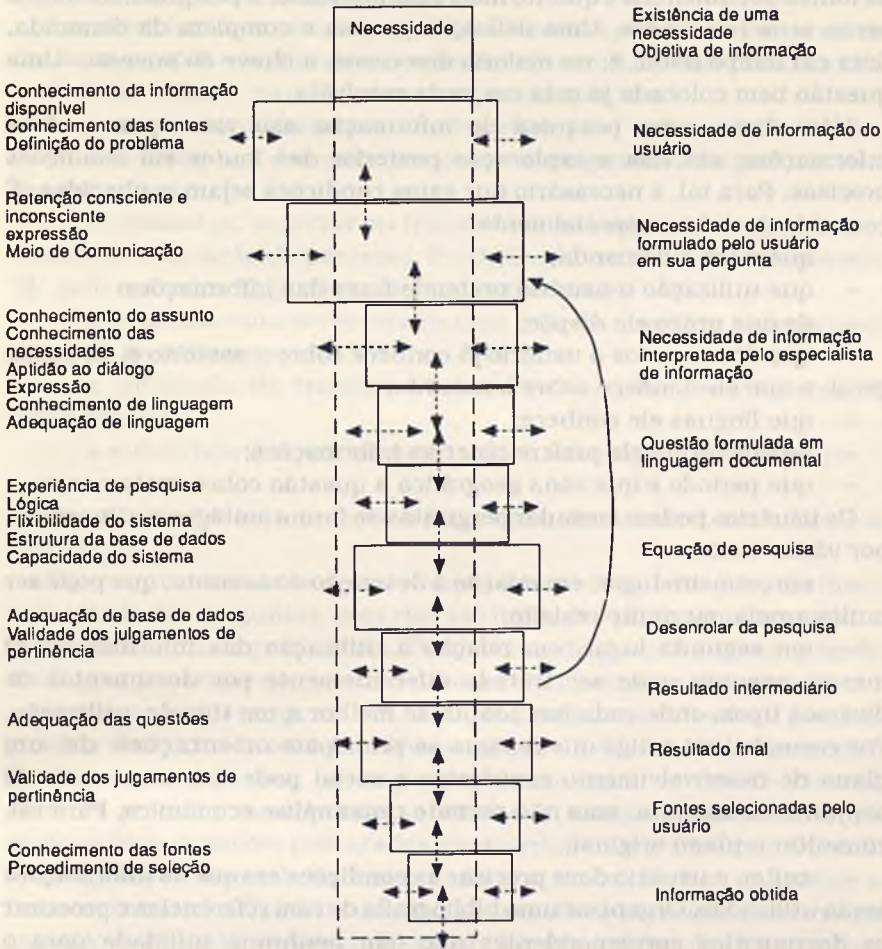 Necessidade
Existência de uma
necessidade
Objetiva de informação
Conhecimento da informação
disponível
Conhecimentos das fontes
Definição do problema
Necessidade de informação do
usuário
Retenção consciente e
inconsciente
expressão
Meio de Comunicação
Necessidade de informação
formulado pelo usuário
em sua pergunta
Conhecimento do assunto
Conhecimento das
necessidades
Aptidão ao diálogo
Expressão
Conhecimento de linguagem
Adequação de linguagem
Necessidade de informação
interpretada pelo especialista
de informação
Questão formulada em
linguagem documental
Experiência de pesquisa
Lógica
Flixibilidade do sistema
Estrutura da base de dados
Capacidade do sistema
Equação de pesquisa
Adequação de base de dados
Validade dos julgamentos de
pertinência
Desenrolar da pesquisa
Resultado intermediário
Adequação das questões
Resultado final
Validade dos julgamentos de
pertinência
Fontes selecionadas pelo
usuário
Conhecimento das fontes
Procedimento de seleção
Informação obtida